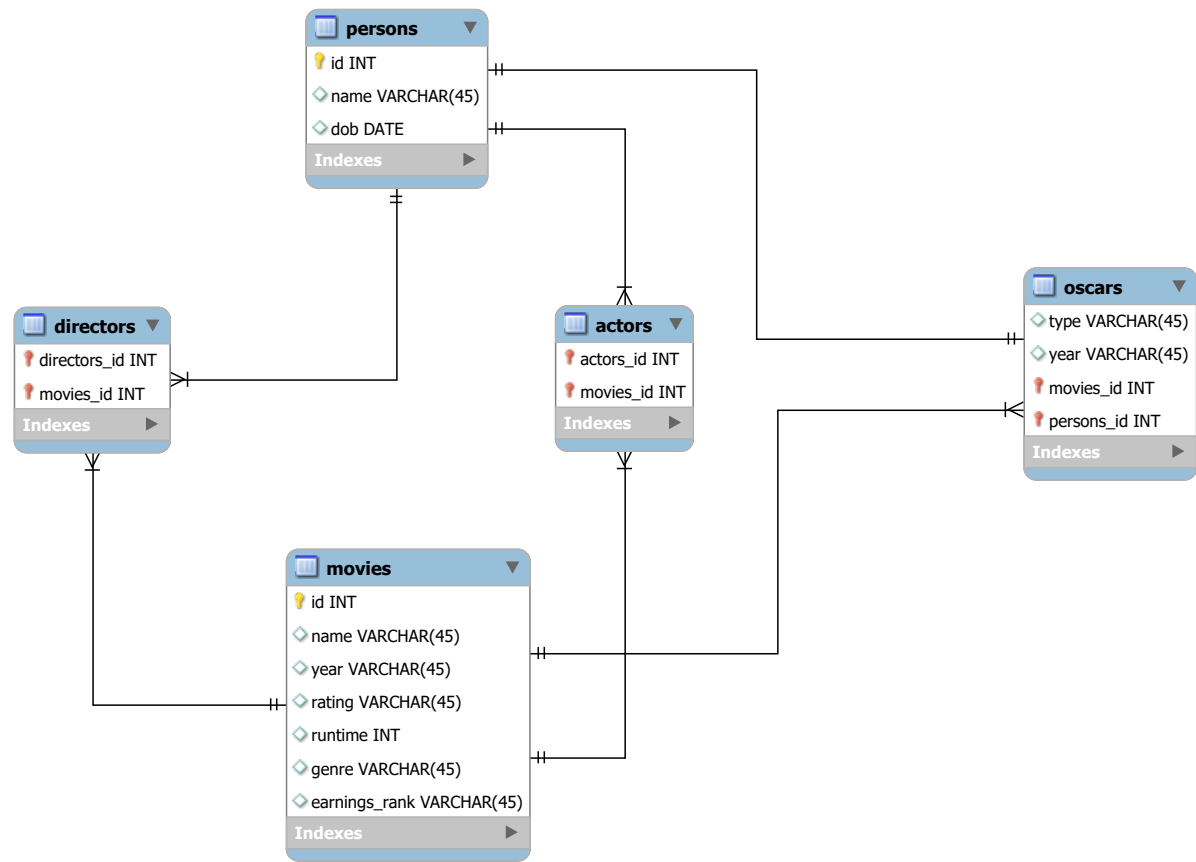 persons
id INT
name VARCHAR(45)
dob DATE
Indexes
directors
directors_id INT
movies_id INT
Indexes
actors
actors_id INT
movies_id INT
Indexes
oscars
type VARCHAR(45)
year VARCHAR(45)
movies_id INT
persons_id INT
Indexes
movies
id INT
name VARCHAR(45)
year VARCHAR(45)
rating VARCHAR(45)
runtime INT
genre VARCHAR(45)
earnings_rank VARCHAR(45)
Indexes